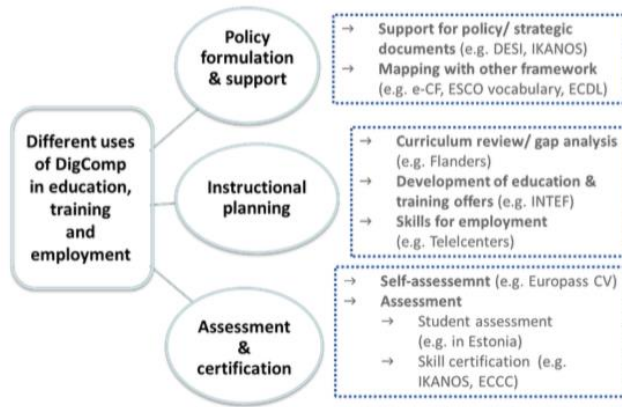 Different uses
of DigComp
in education,
training
and
employment
Policy
formulation
& support
→ Support for policy/ strategic
documents (e.g. DESI, IKANOS)
→ Mapping with other framework
(e.g. e-CF, ESCO vocabulary, ECDL)
Instructional
planning
→ Curriculum review/ gap analysis
(e.g. Flanders)
→ Development of education &
training offers (e.g. INTEF)
→ Skills for employment
(e.g. Telelcenters)
Assessment
&
certification
→ Self-assessemnt (e.g. Europass CV)
→ Assessment
→ Student assessment
(e.g. in Estonia)
→ Skill certification (e.g.
IKANOS, ECCC)